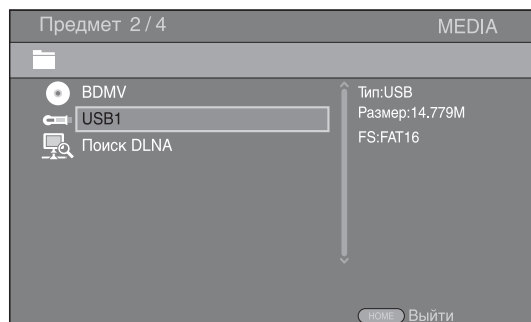 Предмет 2 / 4
MEDIA
BDMV
USB1
Поиск DLNA
Тип:USB
Размер:14.779M
FS:FAT16
HOME Выйти